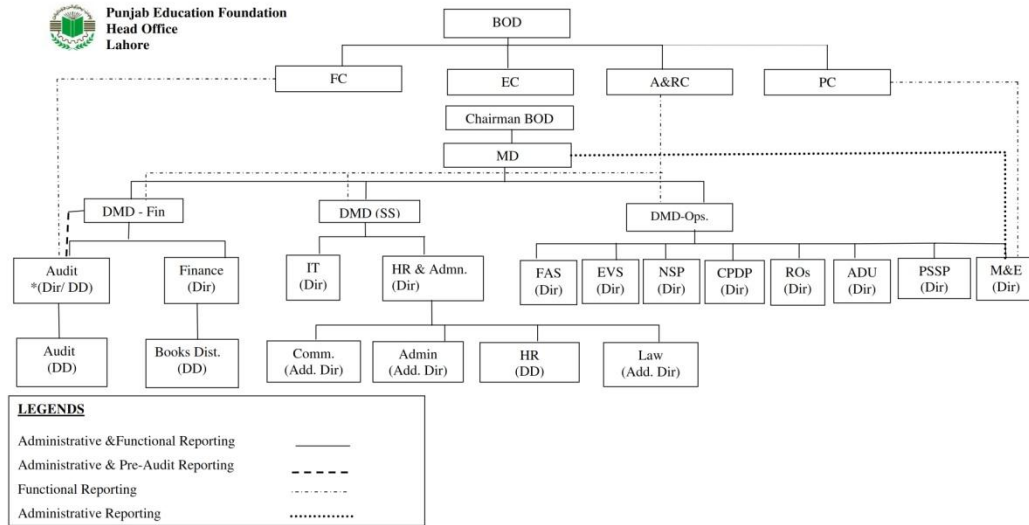 Punjab Education Foundation
Head Office
Lahore
BOD
FC
EC
A&RC
PC
Chairman BOD
MD
DMD - Fin
DMD (SS)
DMD-Ops.
Audit
*(Dir/ DD)
Finance
(Dir)
IT
(Dir)
HR & Admn.
(Dir)
FAS
(Dir)
EVS
(Dir)
NSP
(Dir)
CPDP
(Dir)
ROs
(Dir)
ADU
(Dir)
PSSP
(Dir)
M&E
(Dir)
Audit
(DD)
Books Dist.
(DD)
Comm.
(Add. Dir)
Admin
(Add. Dir)
HR
(DD)
Law
(Add. Dir)
LEGENDS
Administrative &Functional Reporting
Administrative & Pre-Audit Reporting
Functional Reporting
Administrative Reporting